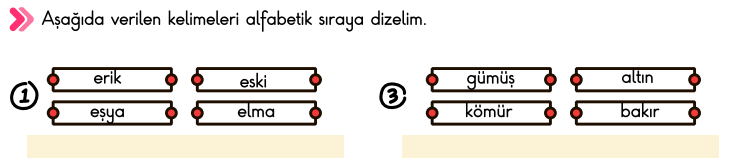 Aşağıda verilen kelimeleri alfabetik sıraya dizelim.
1
erik eski
eşya elma
3
gümüş altın
kömür bakır